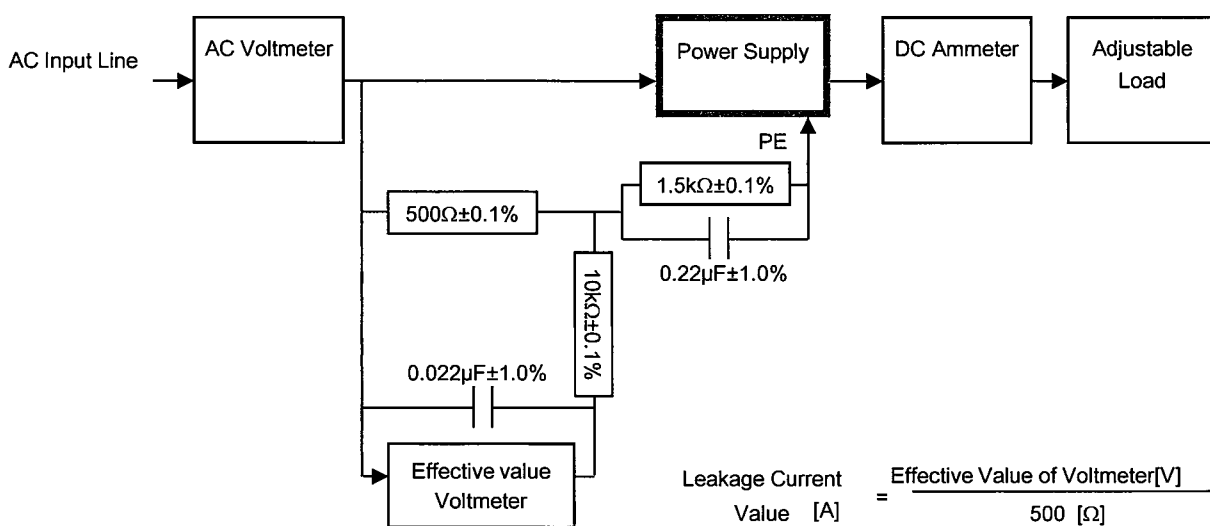 AC Input Line
AC Voltmeter
Power Supply
DC Ammeter
Adjustable
Load
PE
1.5kΩ±0.1%
500Ω±0.1%
0.22µF±1.0%
10kΩ±0.1%
0.022µF±1.0%
Effective value
Voltmeter
Leakage Current
Value [A]
= Effective Value of Voltmeter[V]
500 [Ω]